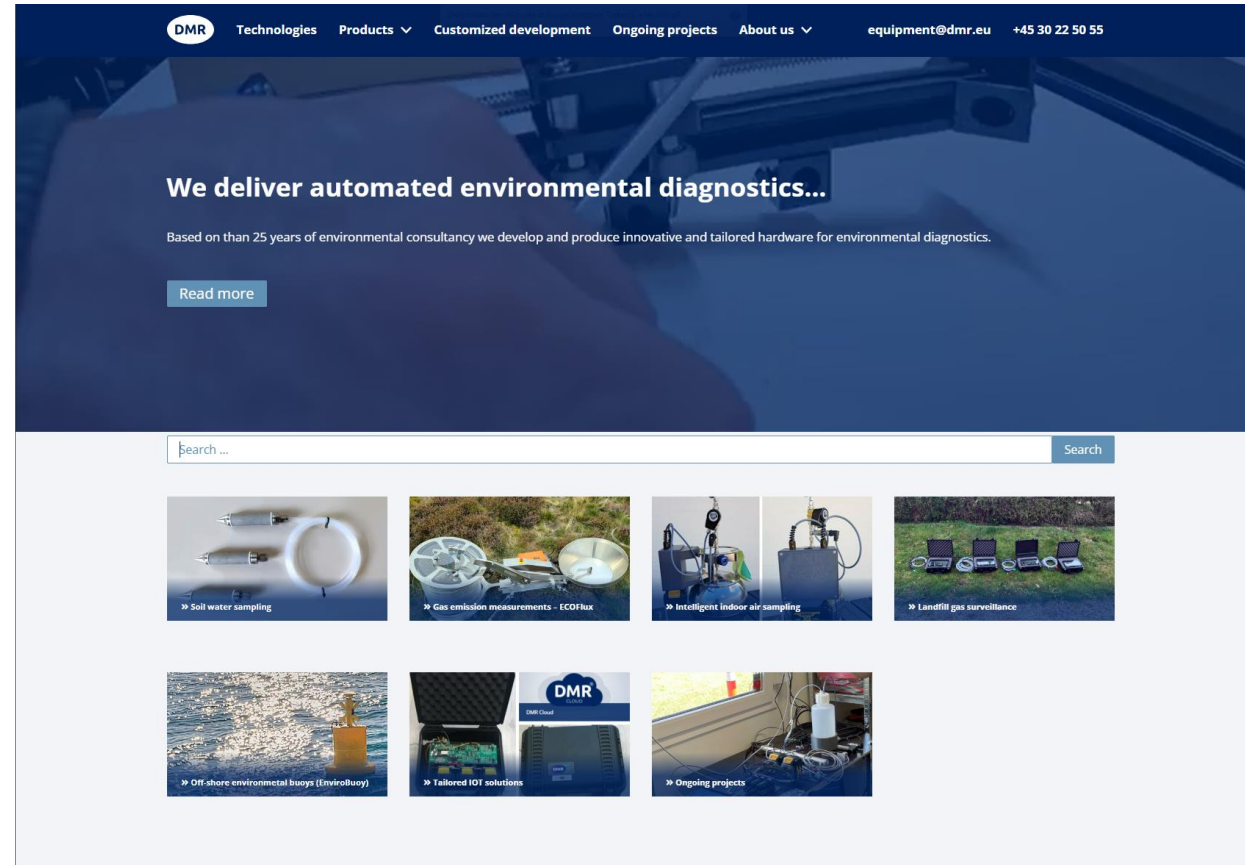 DMR Technologies Products Customized development Ongoing projects About us equipment@dmr.eu +45 30 22 50 55
We deliver automated environmental diagnostics...
Based on than 25 years of environmental consultancy we develop and produce innovative and tailored hardware for environmental diagnostics.
Read more
Search ... Search
» Soil water sampling
» Gas emission measurements – ECOFlux
» Intelligent indoor air sampling
» Landfill gas surveillance
DMR
CLOUD
DMR Cloud
» Off-shore environmetal buoys (EnviroBuoy)
» Tailored IOT solutions
» Ongoing projects